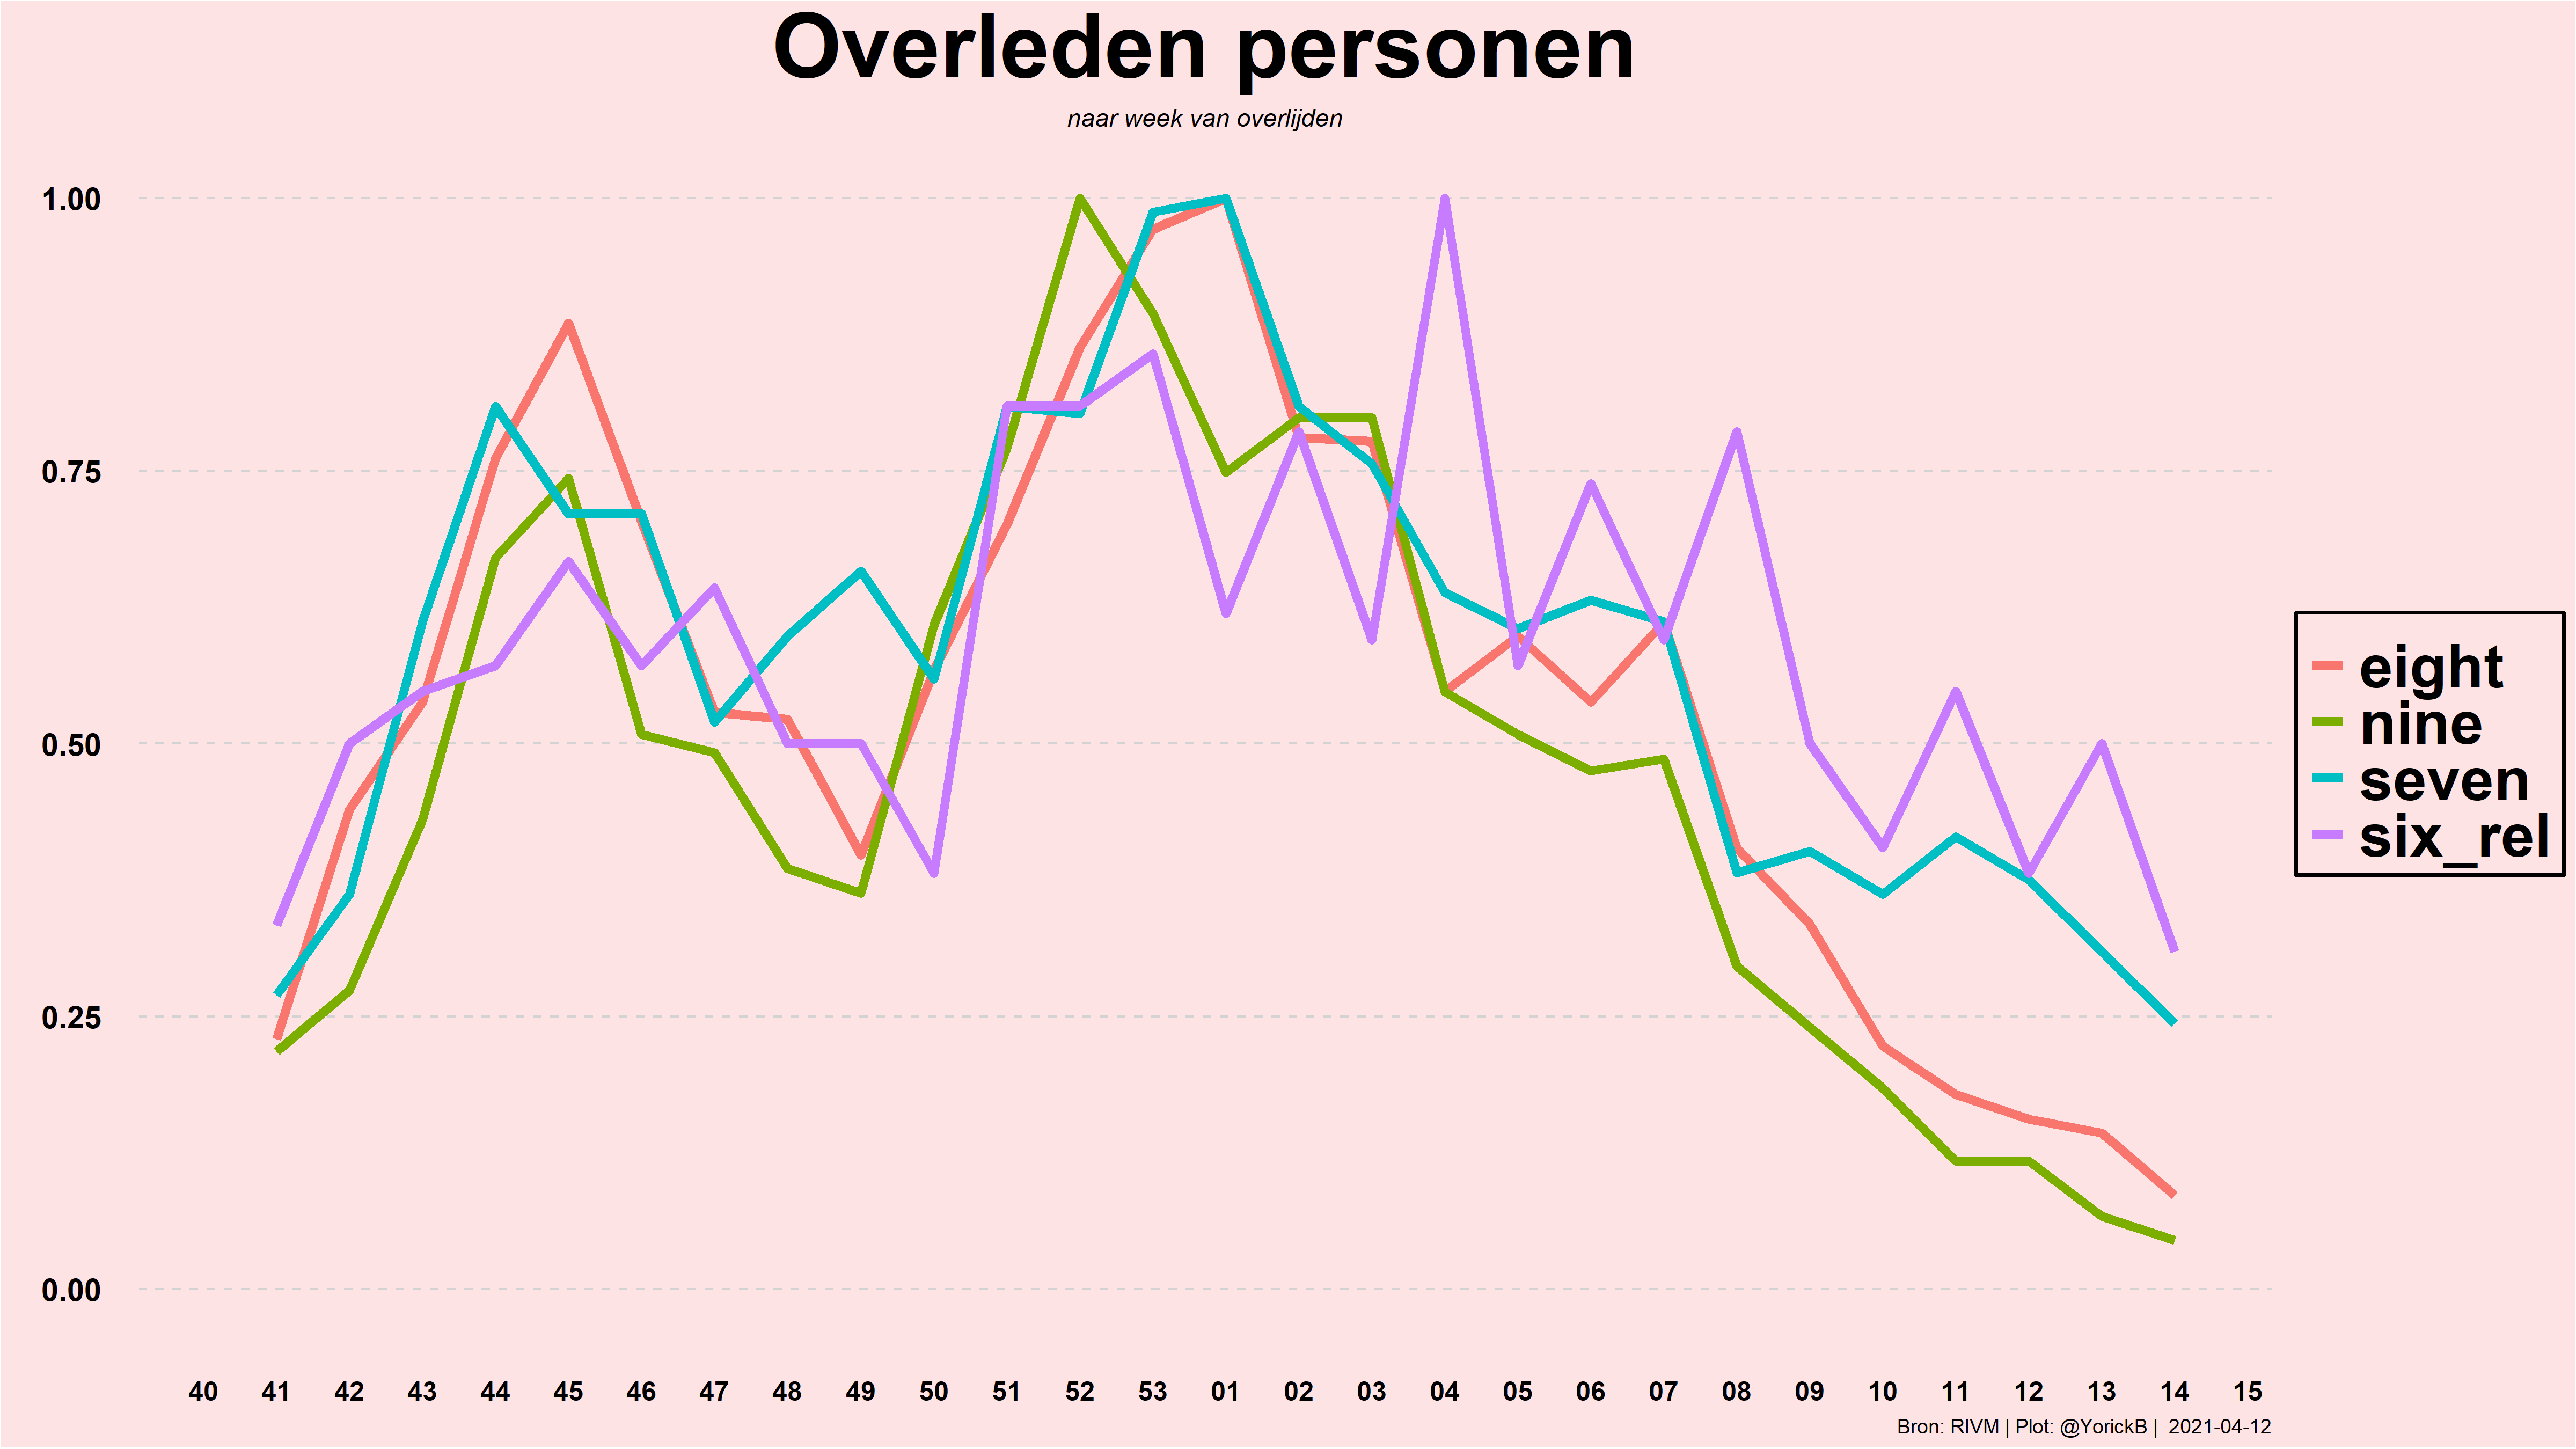 Overleden personen
naar week van overlijden
1.00
0.75
0.50
0.25
0.00
eight
nine
seven
six_rel
40 41 42 43 44 45 46 47 48 49 50 51 52 53 01 02 03 04 05 06 07 08 09 10 11 12 13 14 15
Bron: RIVM | Plot: @YorickB | 2021-04-12